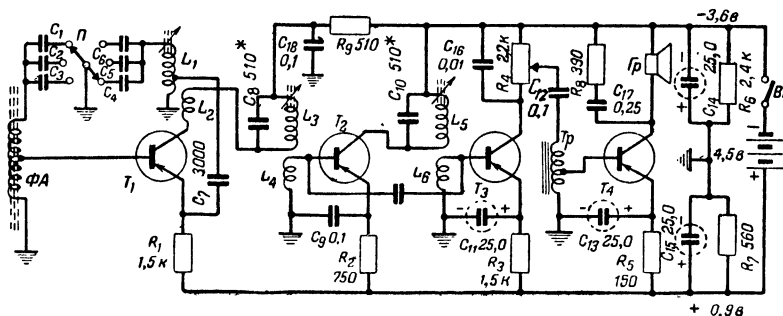 C₁
П
C₂
C₃
C₆
C₅
C₄
L₁
L₂
C₈ 510*
C₁₈
0,1
R₉ 510
C₁₀ 510*
C₁₆
0,01
R₄ 2,2к
C₁₂
0,1
R₈ 390
C₁₇
0,25
Гр
−3,6в
25,0
C₁₄
R₆ 2,4 к
Вк
L₃
L₅
ФА
T₁
C₇ 3000
T₂
L₄
L₆
T₃
Тр
T₄
4,5в
C₉ 0,1
C₁₁ 25,0
C₁₃ 25,0
C₁₅ 25,0
R₁
1,5к
R₂
750
R₃
1,5 к
R₅
150
R₇ 560
+ 0,9в